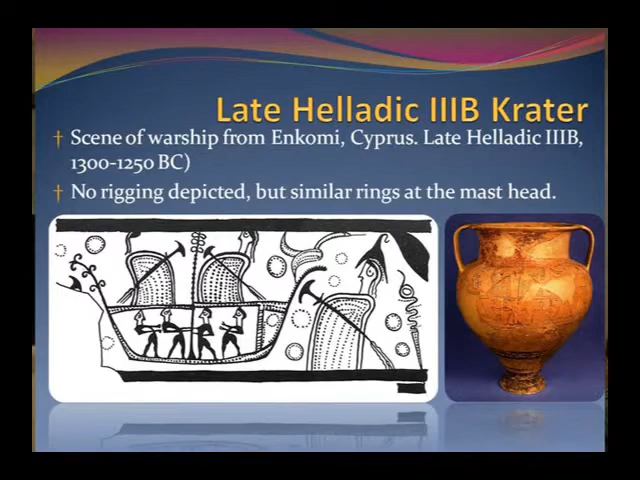 Late Helladic IIIB Krater
† Scene of warship from Enkomi, Cyprus. Late Helladic IIIB,
1300-1250 BC)
† No rigging depicted, but similar rings at the mast head.